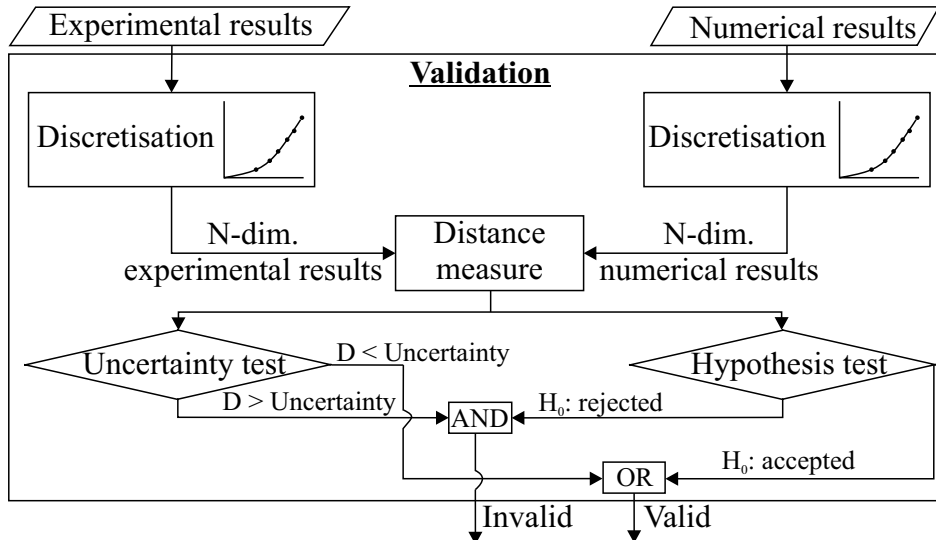 Experimental results
Numerical results
Validation
Discretisation
Discretisation
N-dim.
experimental results
Distance
measure
N-dim.
numerical results
Uncertainty test
D < Uncertainty
Hypothesis test
D > Uncertainty
AND
H₀: rejected
OR
H₀: accepted
Invalid
Valid